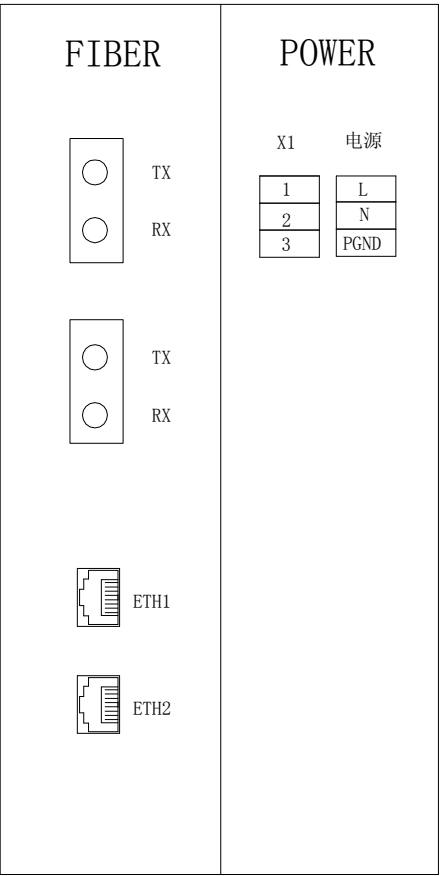 FIBER
TX
RX
TX
RX
ETH1
ETH2
POWER
X1 电源
1 L
2 N
3 PGND